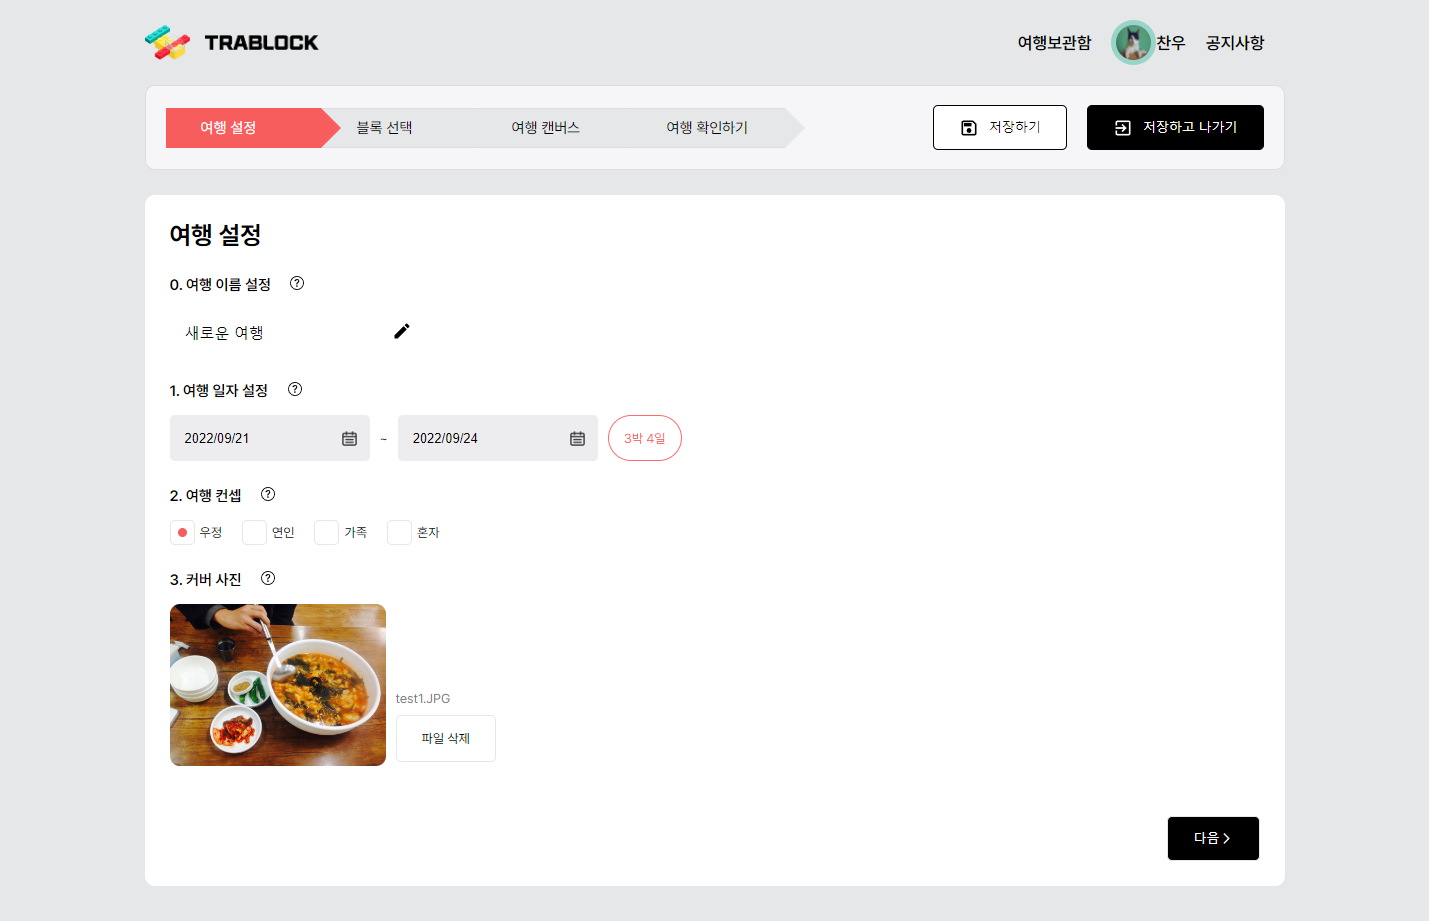 TRABLOCK
여행보관함 찬우 공지사항
여행 설정 블록 선택 여행 캔버스 여행 확인하기 저장하기 저장하고 나가기
여행 설정
0. 여행 이름 설정 ?
새로운 여행
1. 여행 일자 설정 ?
2022/09/21 ~ 2022/09/24 3박 4일
2. 여행 컨셉 ?
우정 연인 가족 혼자
3. 커버 사진 ?
test1.JPG
파일 삭제
다음 >